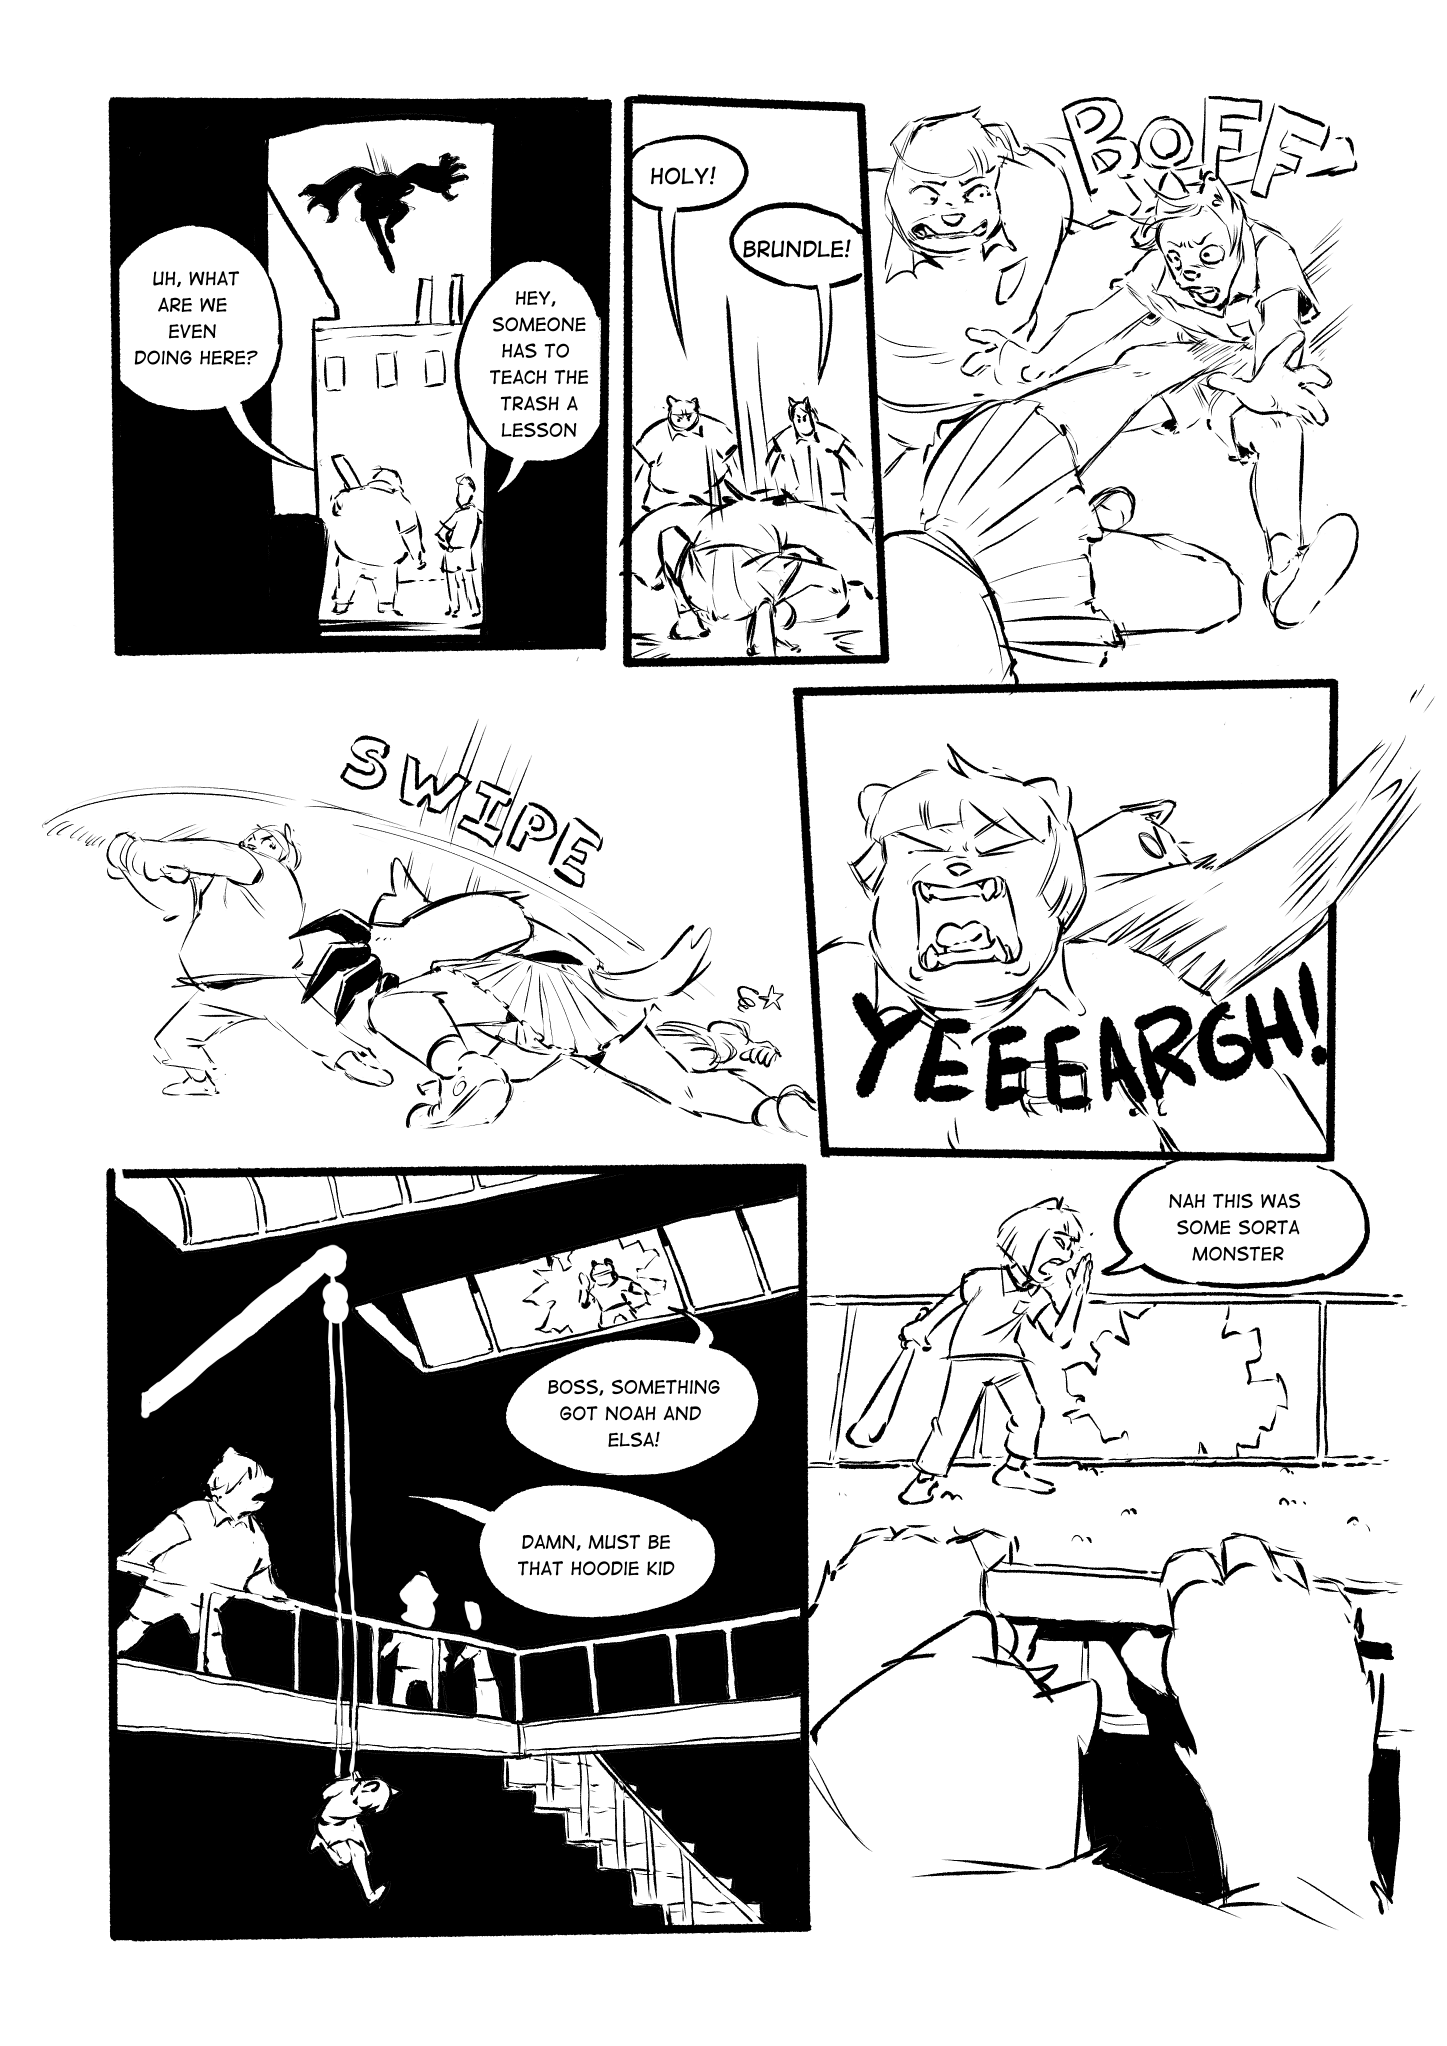 UH, WHAT
ARE WE
EVEN
DOING HERE?
HEY,
SOMEONE
HAS TO
TEACH THE
TRASH A
LESSON
HOLY!
BRUNDLE!
BOFF
SWIPE
YEEEEARGH!
BOSS, SOMETHING
GOT NOAH AND
ELSA!
DAMN, MUST BE
THAT HOODIE KID
NAH THIS WAS
SOME SORTA
MONSTER